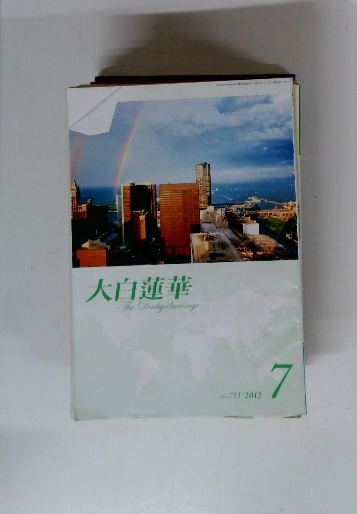 大白蓮華
The Daibyakurenge
No.751 2012 7